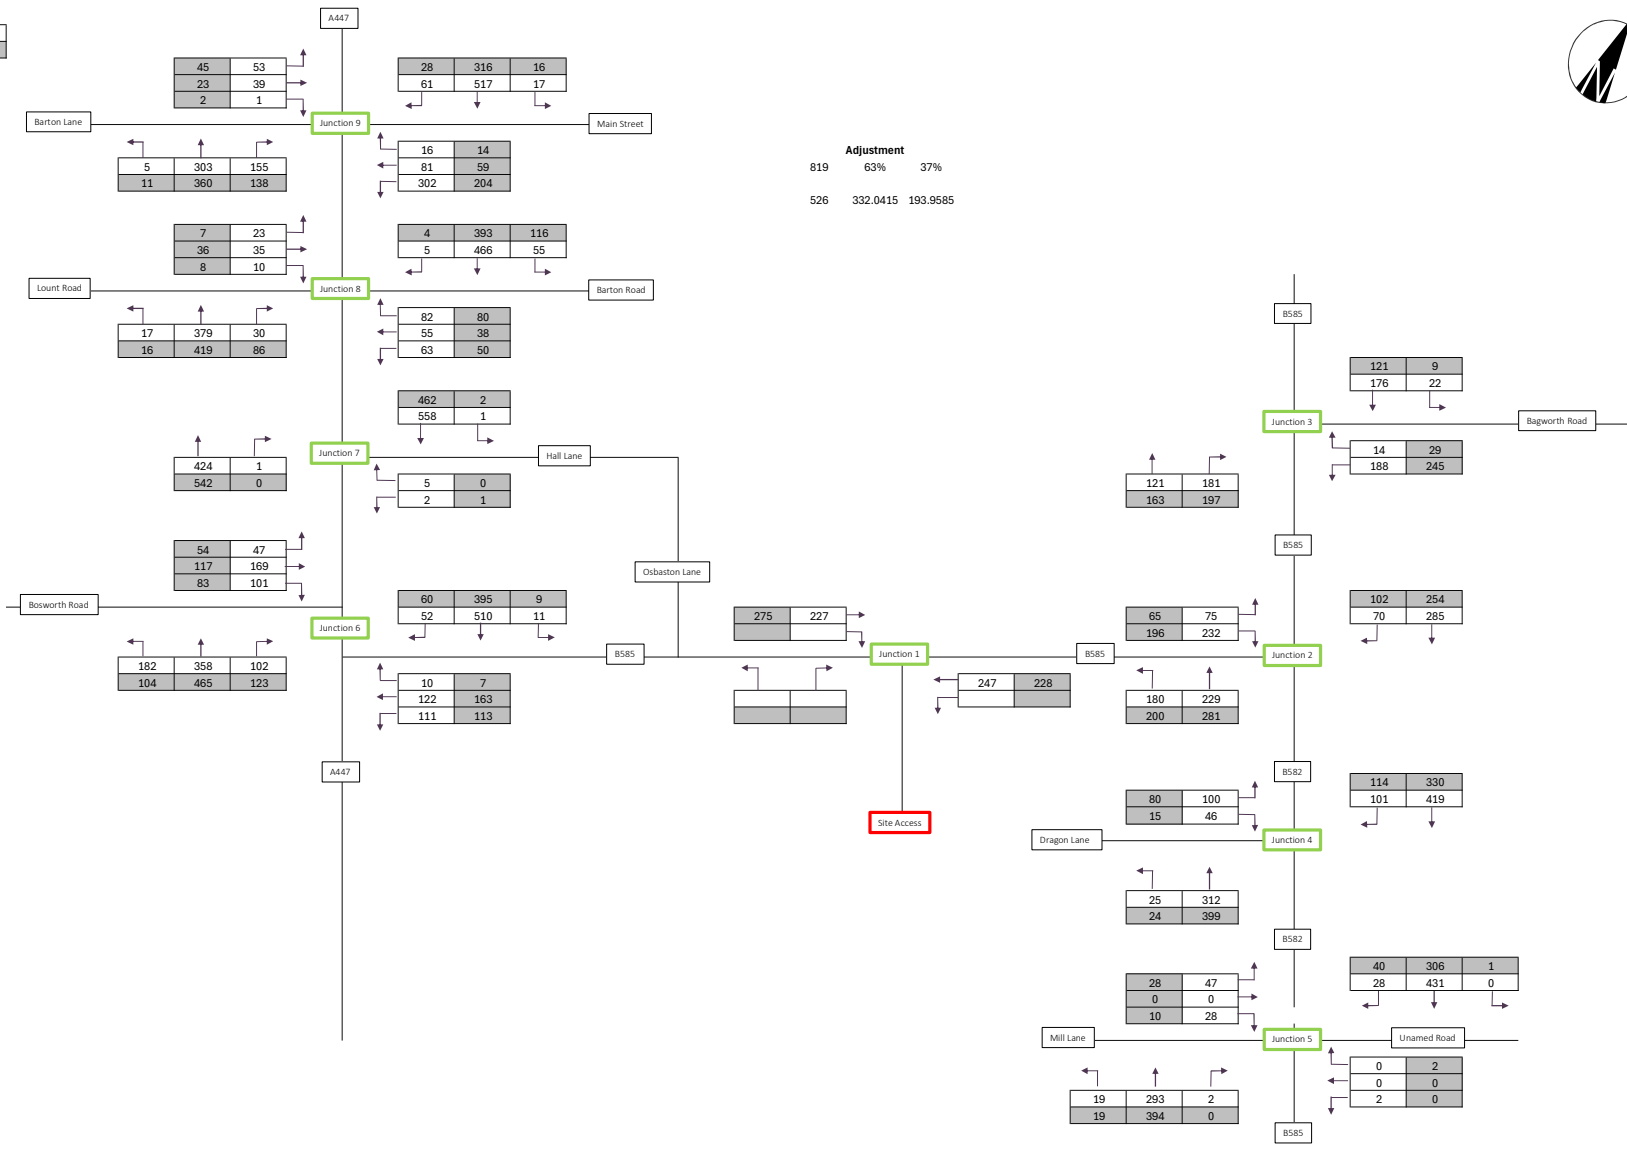 A447
45 53
23 39
2 1
28 316 16
61 517 17
Barton Lane
Junction 9
Main Street
5 303 155
11 360 138
16 14
81 59
302 204
Adjustment
819 63% 37%
526 332.0415 193.9585
7 23
36 35
8 10
4 393 116
5 466 55
Lount Road
Junction 8
Barton Road
17 379 30
16 419 86
82 80
55 38
63 50
B585
121 9
176 22
Junction 3
Bagworth Road
14 29
188 245
121 181
163 197
462 2
558 1
Junction 7
Hall Lane
424 1
542 0
5 0
2 1
B585
54 47
117 169
83 101
Osbaston Lane
Bosworth Road
Junction 6
60 395 9
52 510 11
182 358 102
104 465 123
B585
10 7
122 163
111 113
A447
275 227
Junction 1
247 228
Site Access
B585
65 75
196 232
Junction 2
102 254
70 285
180 229
200 281
B582
80 100
15 46
114 330
101 419
Dragon Lane
Junction 4
25 312
24 399
B582
28 47
0 0
10 28
40 306 1
28 431 0
Mill Lane
Junction 5
Unamed Road
19 293 2
19 394 0
0 2
0 0
2 0
B585
N